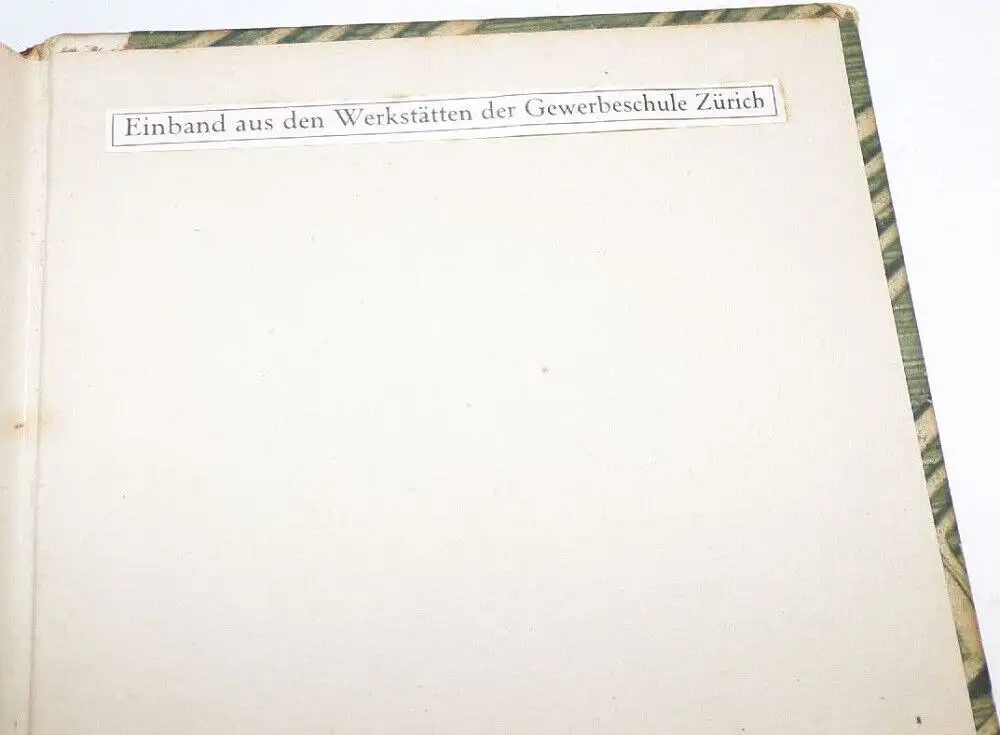 Einband aus den Werkstätten der Gewerbeschule Zürich